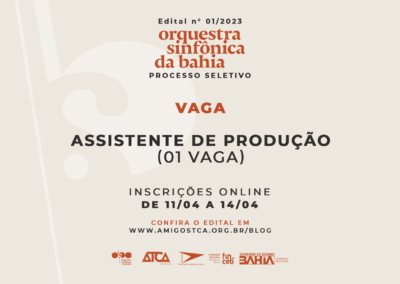 Edital nº 01/2023
orquestra
sinfônica
da bahia
PROCESSO SELETIVO
VAGA
ASSISTENTE DE PRODUÇÃO
(01 VAGA)
INSCRIÇÕES ONLINE
DE 11/04 A 14/04
CONFIRA O EDITAL EM
WWW.AMIGOSTCA.ORG.BR/BLOG
ATCA
funceb
BAHIA